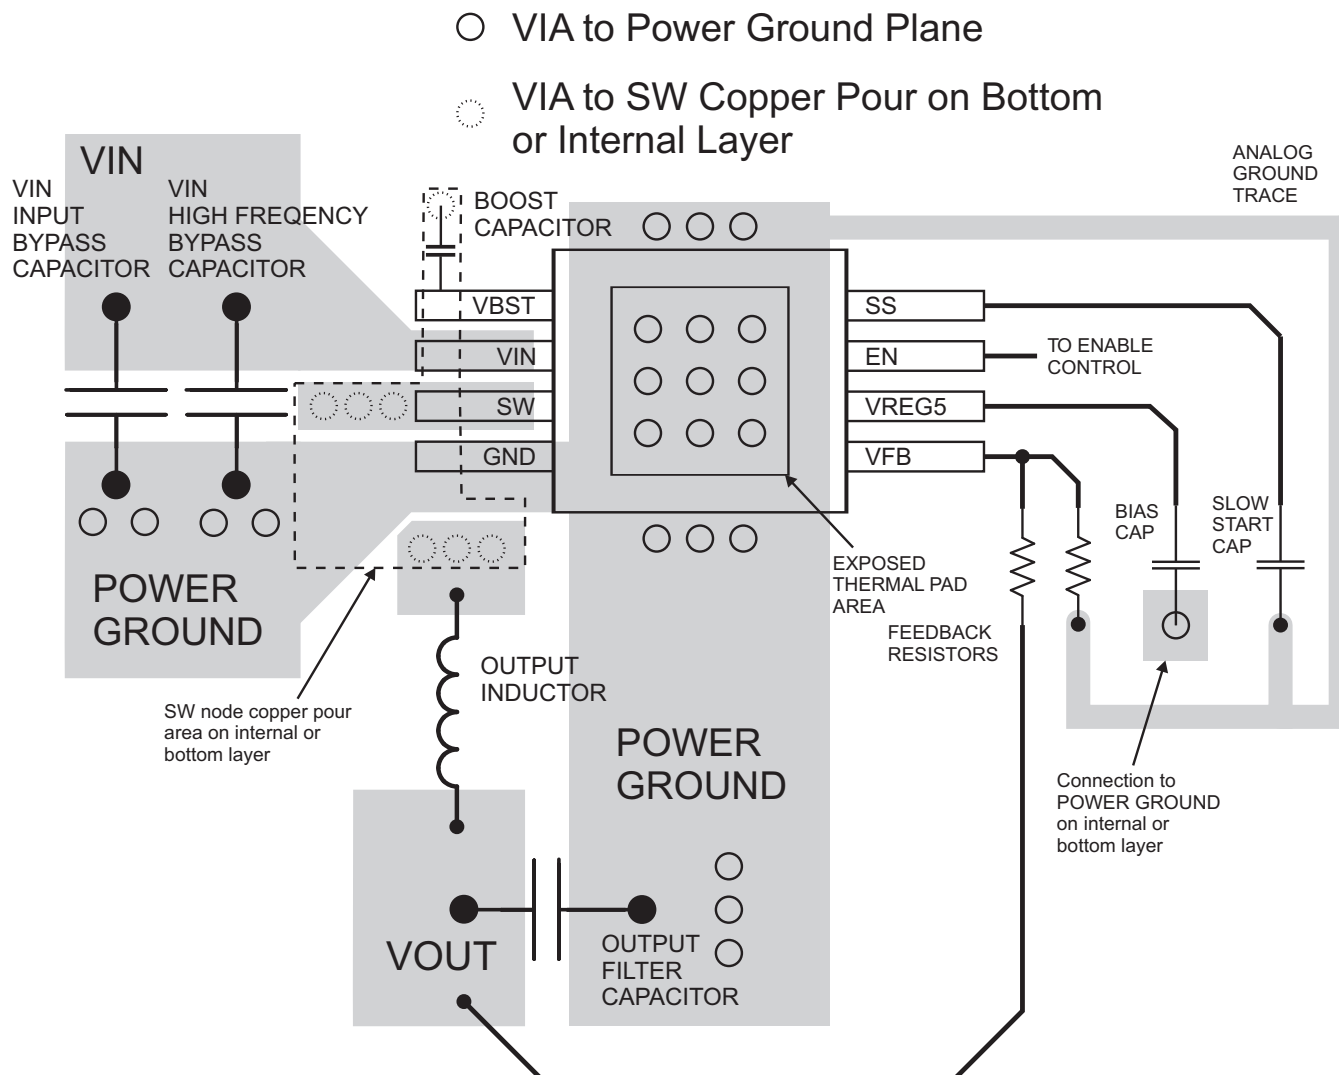 VIA to Power Ground Plane
VIA to SW Copper Pour on Bottom
or Internal Layer
VIN
VIN
INPUT
BYPASS
CAPACITOR
VIN
HIGH FREQENCY
BYPASS
CAPACITOR
BOOST
CAPACITOR
ANALOG
GROUND
TRACE
VBST
VIN
SW
GND
SS
EN
VREG5
VFB
TO ENABLE
CONTROL
POWER
GROUND
EXPOSED
THERMAL PAD
AREA
BIAS
CAP
SLOW
START
CAP
FEEDBACK
RESISTORS
OUTPUT
INDUCTOR
SW node copper pour
area on internal or
bottom layer
POWER
GROUND
Connection to
POWER GROUND
on internal or
bottom layer
VOUT
OUTPUT
FILTER
CAPACITOR